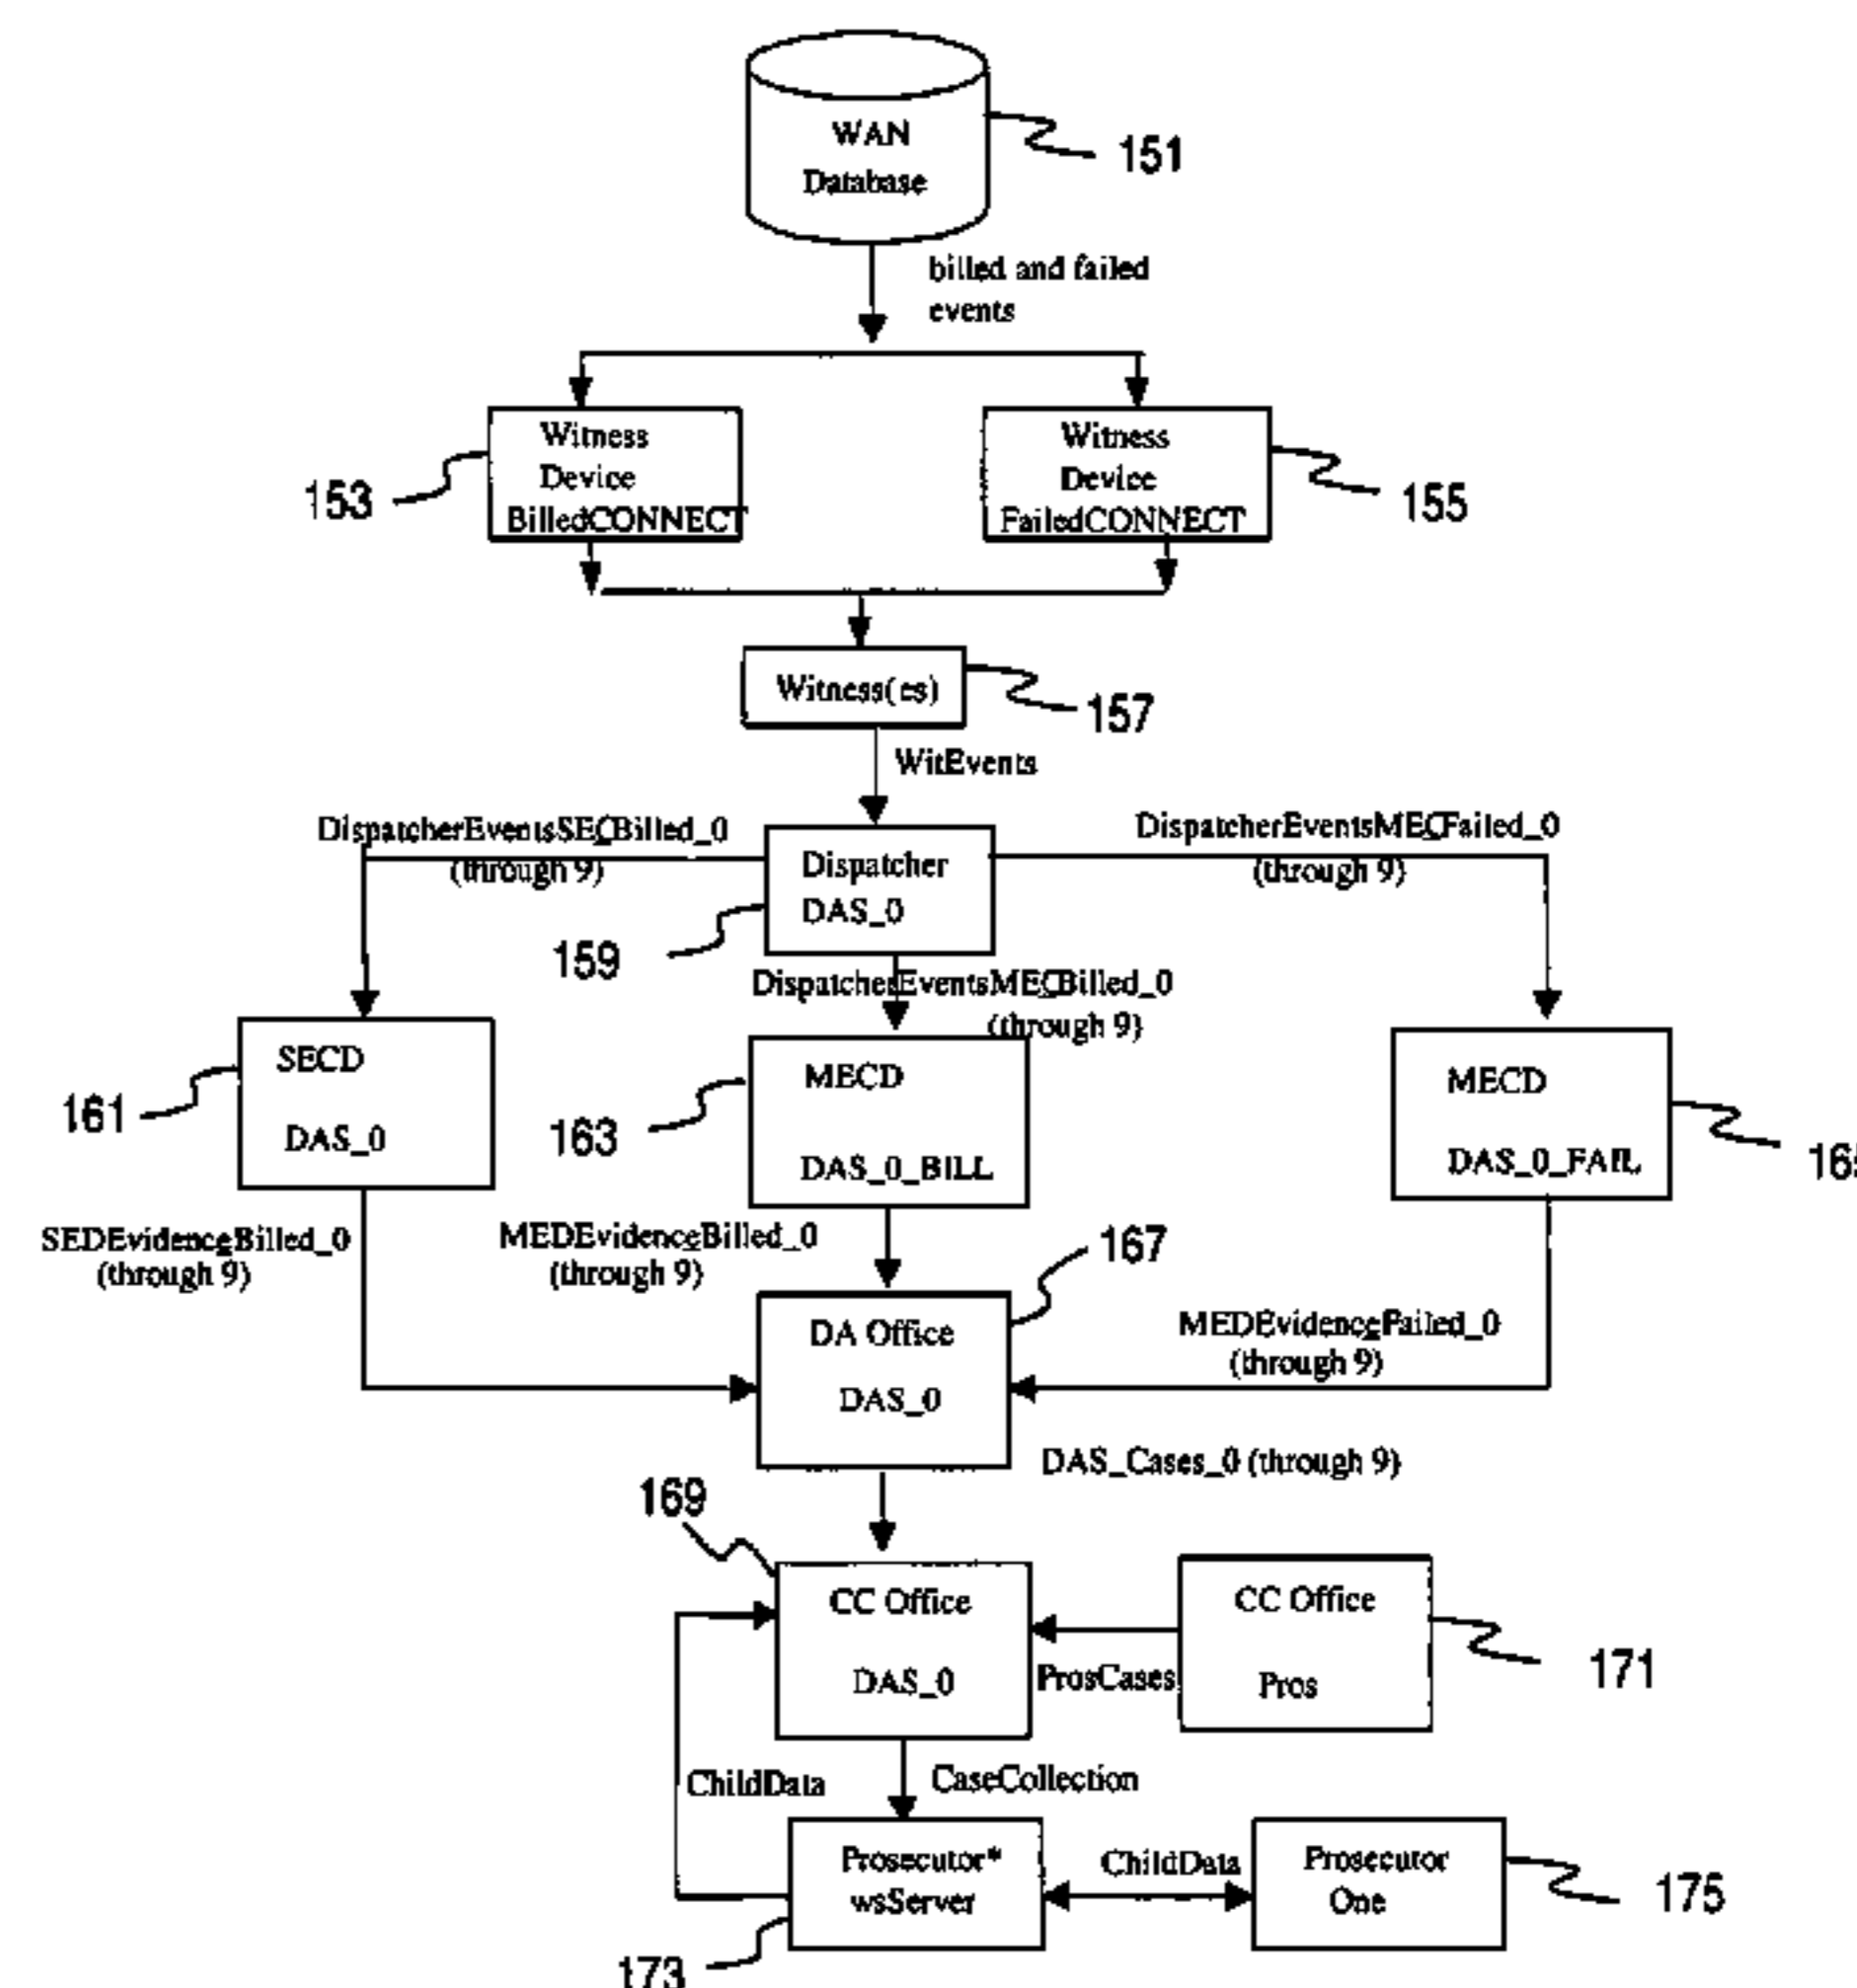 WAN
Database
151
billed and failed
events
Witness
Device
BilledCONNECT
153
Witness
Device
FailedCONNECT
155
Witness(es)
157
WitEvents
DispatcherEventsSECBilled_0
(through 9)
DispatcherEventsMECFailed_0
(through 9)
Dispatcher
DAS_0
159
DispatcherEventsMECBilled_0
(through 9)
SECD
DAS_0
161
MECD
DAS_0_BILL
163
MECD
DAS_0_FAIL
SEDEvidenceBilled_0
(through 9)
MEDEvidenceBilled_0
(through 9)
167
DA Office
DAS_0
MEDEvidenceFailed_0
(through 9)
DAS_Cases_0 (through 9)
169
CC Office
DAS_0
ProsCases
CC Office
Pros
171
ChildData
CaseCollection
Prosecutor*
wsServer
ChildData
Prosecutor
One
175
173